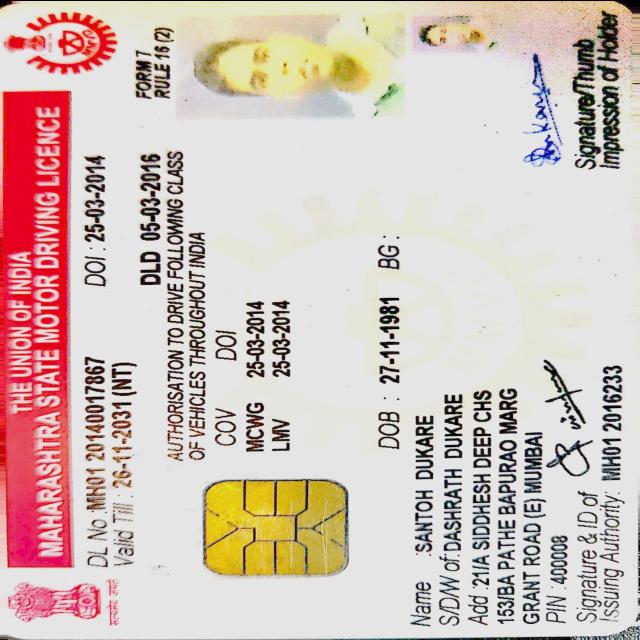 THE UNION OF INDIA
MAHARASHTRA STATE MOTOR DRIVING LICENCE
DL No : MH01 20140017867 DOI : 25-03-2014
Valid Till : 26-11-2031 (NT)
FORM 7
RULE 16 (2)
DLD 05-03-2016
AUTHORISATION TO DRIVE FOLLOWING CLASS
OF VEHICLES THROUGHOUT INDIA
COV DOI
MCWG 25-03-2014
LMV 25-03-2014
DOB : 27-11-1981 BG :
Name :SANTOH DUKARE
S/D/W of :DASHRATH DUKARE
Add :21/A SIDDHESH DEEP CHS
153/BA PATHE BAPURAO MARG
GRANT ROAD (E) MUMBAI
PIN : 400008
Signature & ID of
Issuing Authority: MH01 2016233
Signature/Thumb
Impression of Holder
सत्यमेव जयते